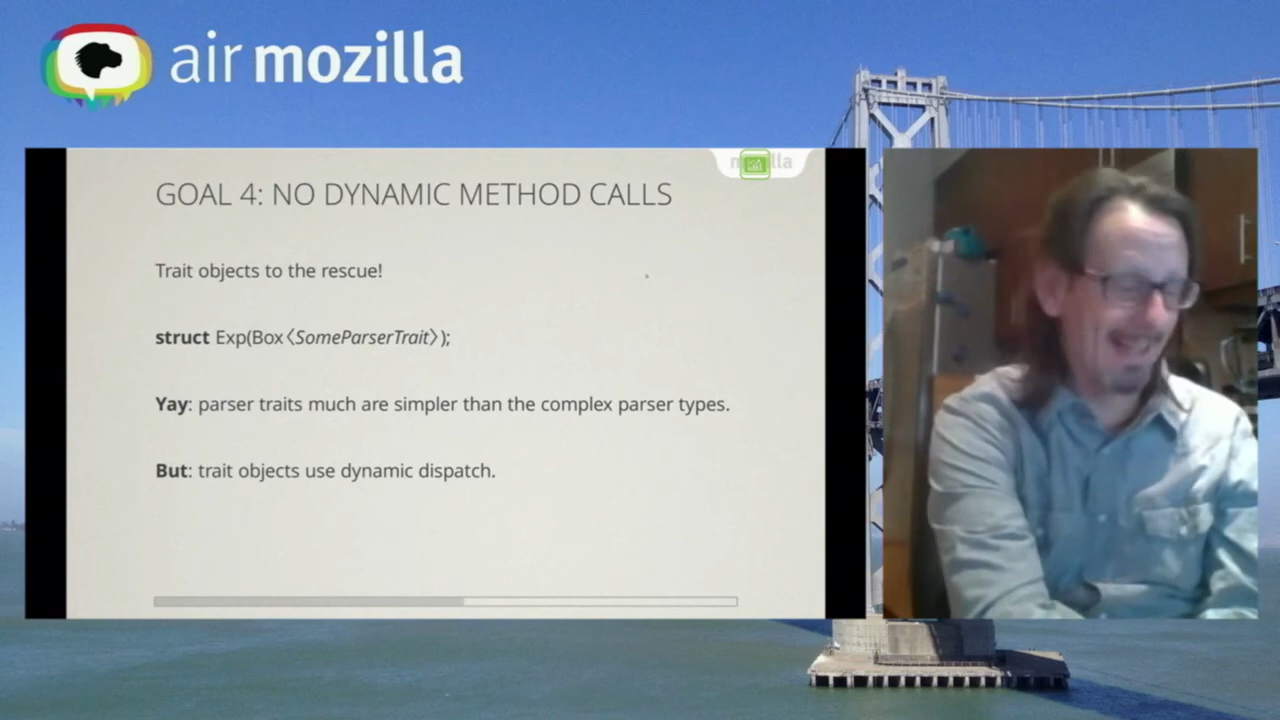 air mozilla
mozilla
GOAL 4: NO DYNAMIC METHOD CALLS
Trait objects to the rescue!
struct Exp(Box〈SomeParserTrait〉);
Yay: parser traits much are simpler than the complex parser types.
But: trait objects use dynamic dispatch.